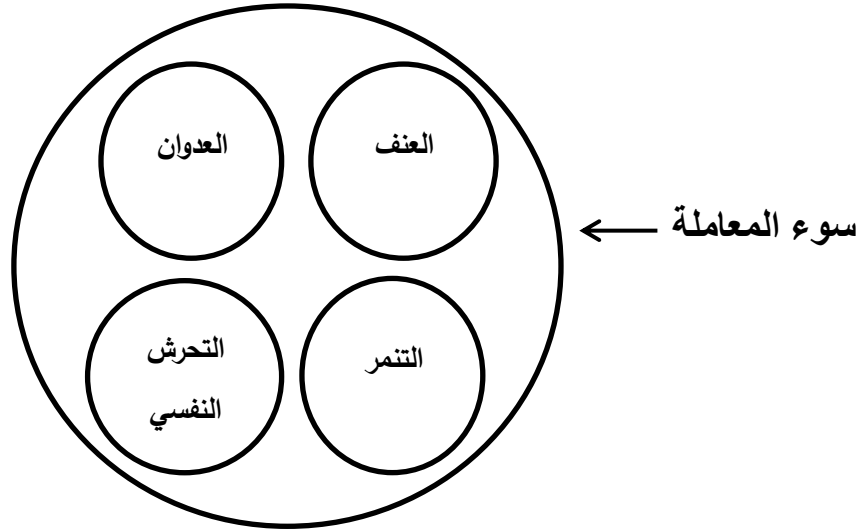 العنف
العدوان
سوء المعاملة
التنمر
التحرش
النفسي